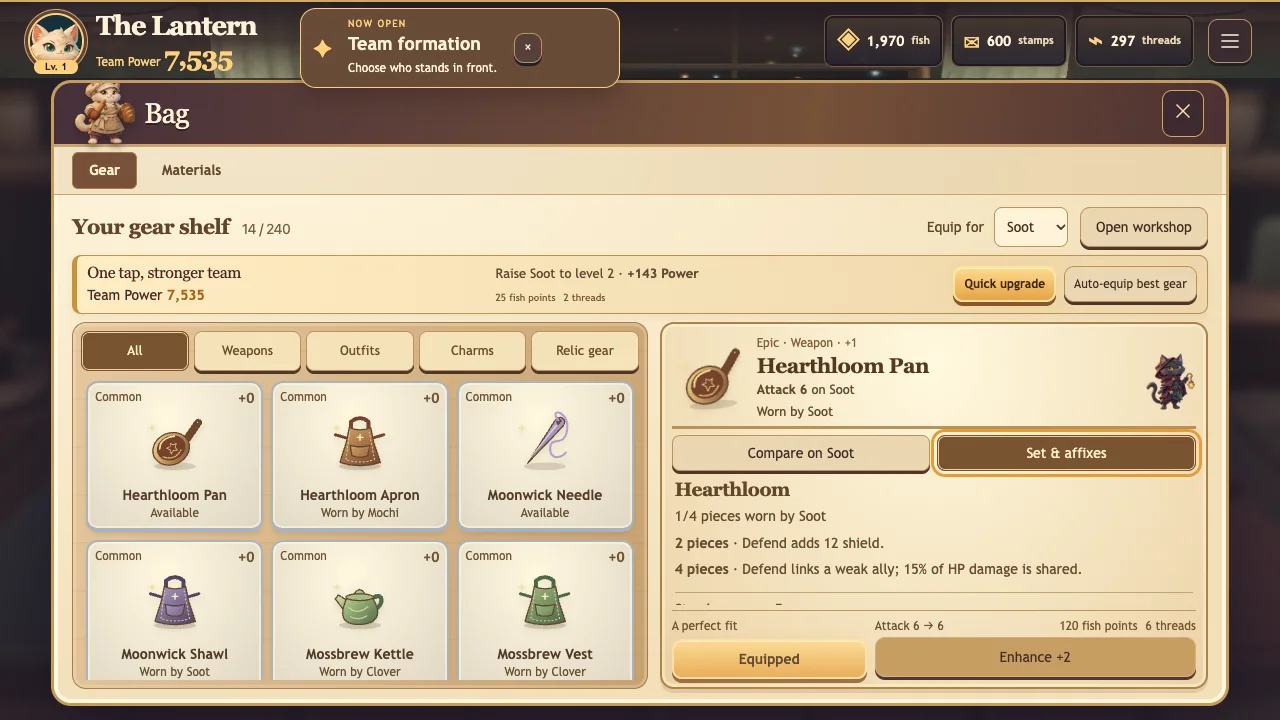 The Lantern
Lv. 1
Team Power 7,535
NOW OPEN
Team formation
Choose who stands in front.
×
1,970 fish
600 stamps
297 threads
Bag
Gear
Materials
Your gear shelf 14 / 240
Equip for
Soot
Open workshop
One tap, stronger team
Team Power 7,535
Raise Soot to level 2 · +143 Power
25 fish points 2 threads
Quick upgrade
Auto-equip best gear
All
Weapons
Outfits
Charms
Relic gear
Common +0
Hearthloom Pan
Available
Common +0
Hearthloom Apron
Worn by Mochi
Common +0
Moonwick Needle
Available
Common +0
Moonwick Shawl
Worn by Soot
Common +0
Mossbrew Kettle
Worn by Clover
Common +0
Mossbrew Vest
Worn by Clover
Epic · Weapon · +1
Hearthloom Pan
Attack 6 on Soot
Worn by Soot
Compare on Soot
Set & affixes
Hearthloom
1/4 pieces worn by Soot
2 pieces · Defend adds 12 shield.
4 pieces · Defend links a weak ally; 15% of HP damage is shared.
A perfect fit
Equipped
Attack 6 → 6
120 fish points 6 threads
Enhance +2